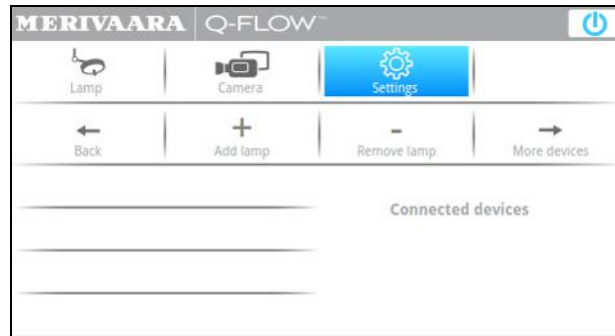 MERIVAARA Q-FLOW™
Lamp Camera Settings
Back Add lamp Remove lamp More devices
Connected devices